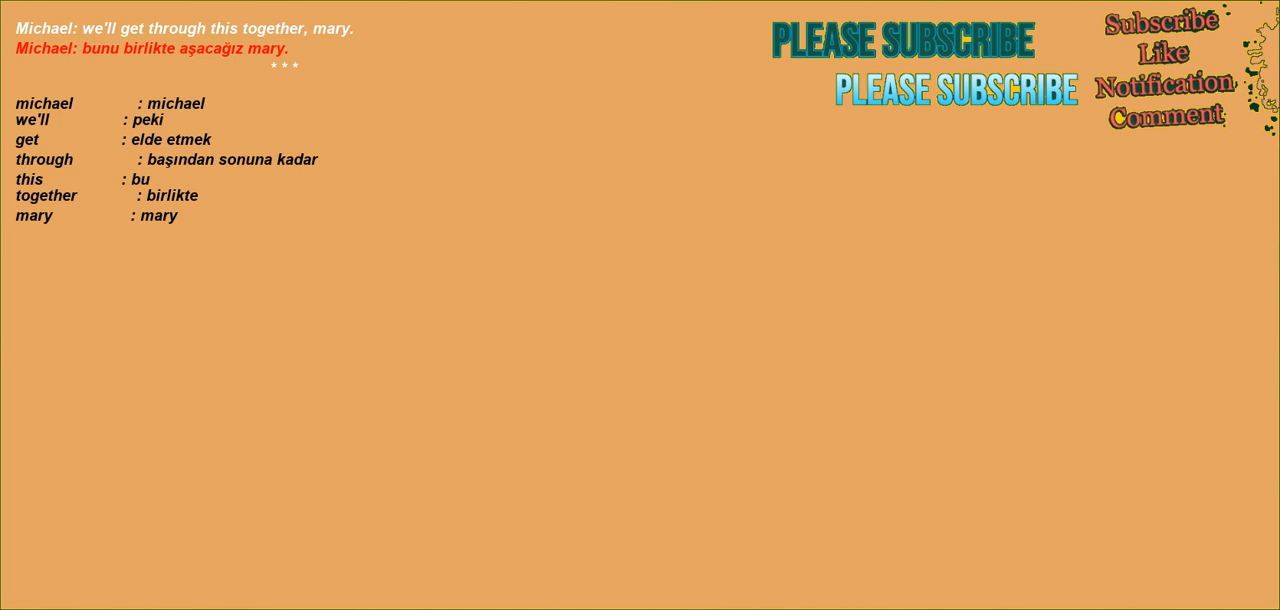 Michael: we'll get through this together, mary.
Michael: bunu birlikte aşacağız mary.
* * *
michael : michael
we'll : peki
get : elde etmek
through : başından sonuna kadar
this : bu
together : birlikte
mary : mary
PLEASE SUBSCRIBE
PLEASE SUBSCRIBE
Subscribe
Like
Notification
Comment